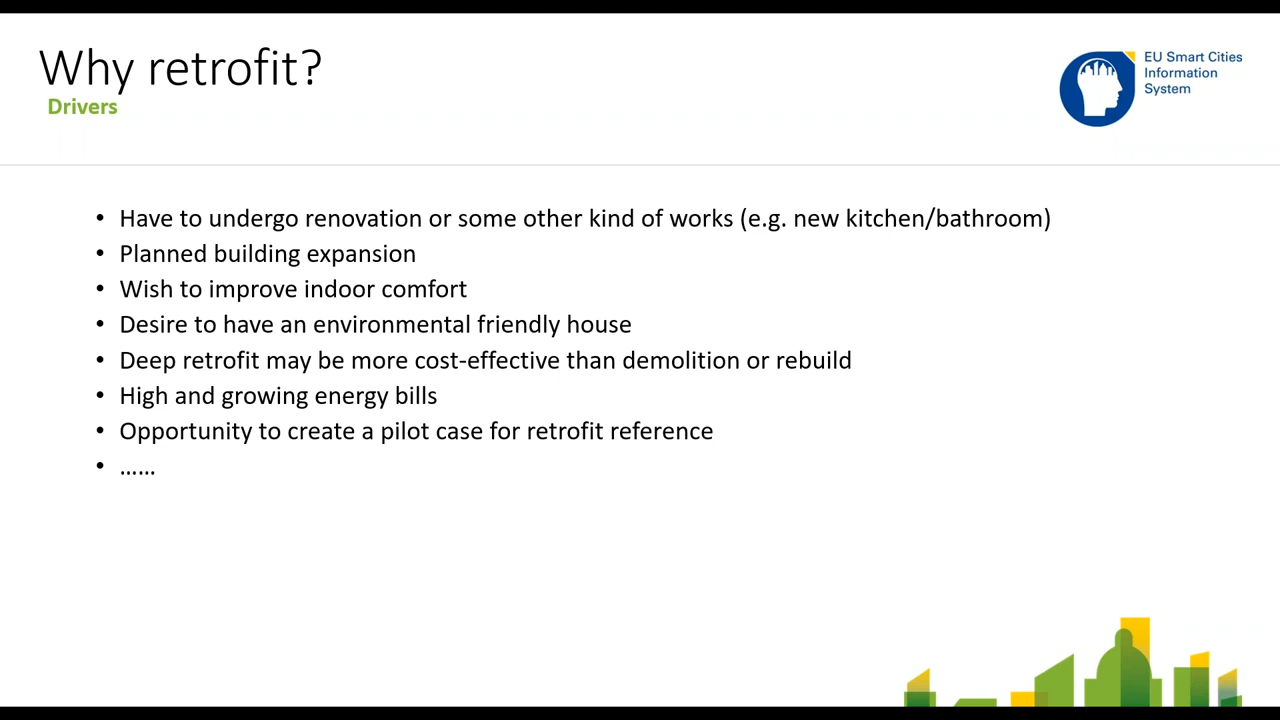 Why retrofit?
Drivers
EU Smart Cities
Information
System
• Have to undergo renovation or some other kind of works (e.g. new kitchen/bathroom)
• Planned building expansion
• Wish to improve indoor comfort
• Desire to have an environmental friendly house
• Deep retrofit may be more cost-effective than demolition or rebuild
• High and growing energy bills
• Opportunity to create a pilot case for retrofit reference
• ......